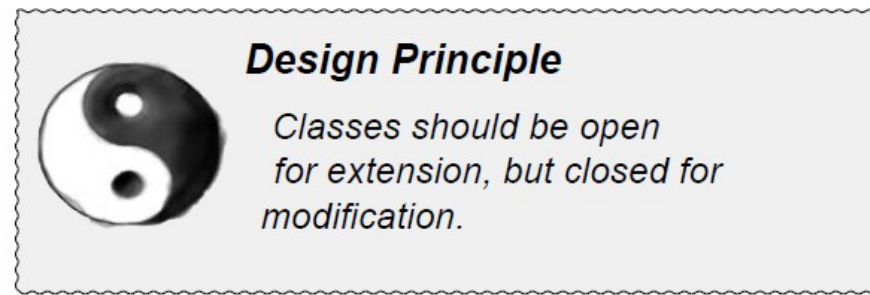 Design Principle
Classes should be open
for extension, but closed for
modification.